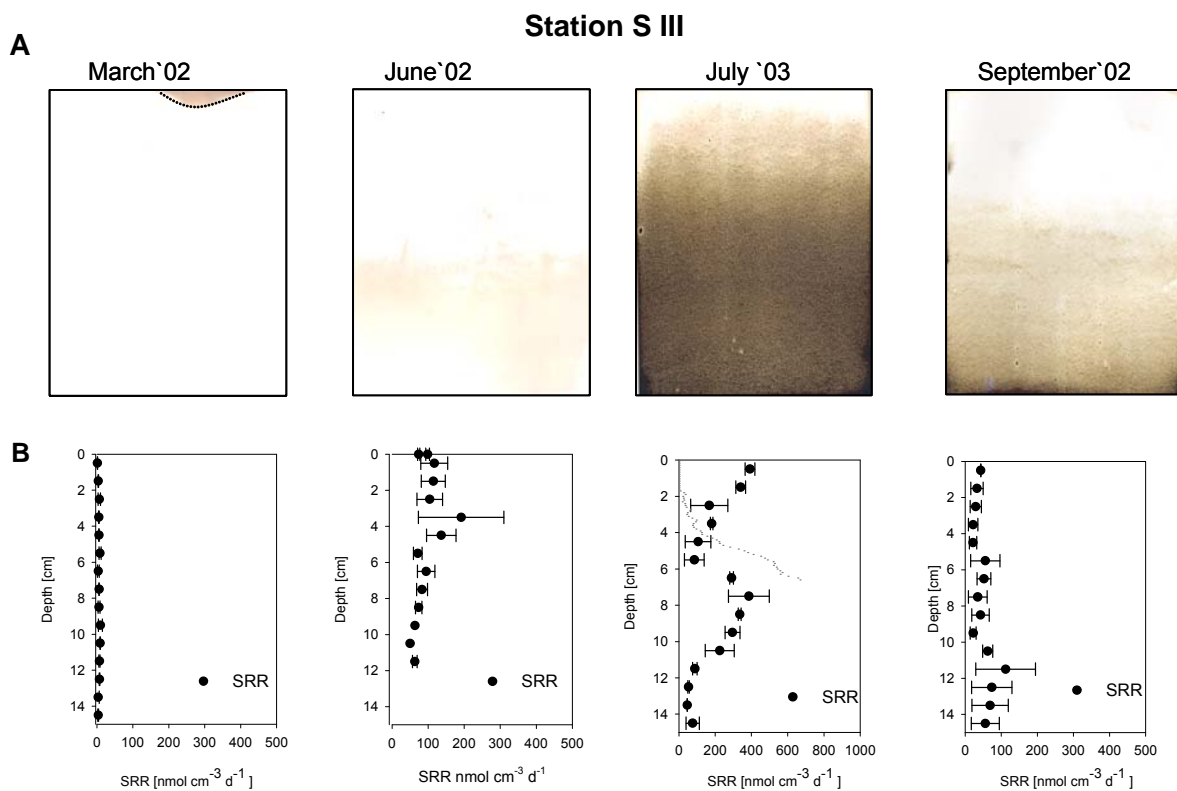 Station S III
A
March`02
June`02
July `03
September`02
B
0
2
4
6
8
10
12
14
Depth [cm]
SRR
0 100 200 300 400 500
SRR [nmol cm-3 d-1 ]
0
2
4
6
8
10
12
14
Depth [cm]
SRR
0 100 200 300 400 500
SRR nmol cm-3 d-1
0
2
4
6
8
10
12
14
Depth [cm]
SRR
0 200 400 600 800 1000
SRR [nmol cm-3 d-1 ]
0
2
4
6
8
10
12
14
Depth [cm]
SRR
0 100 200 300 400 500
SRR [nmol cm-3 d-1 ]